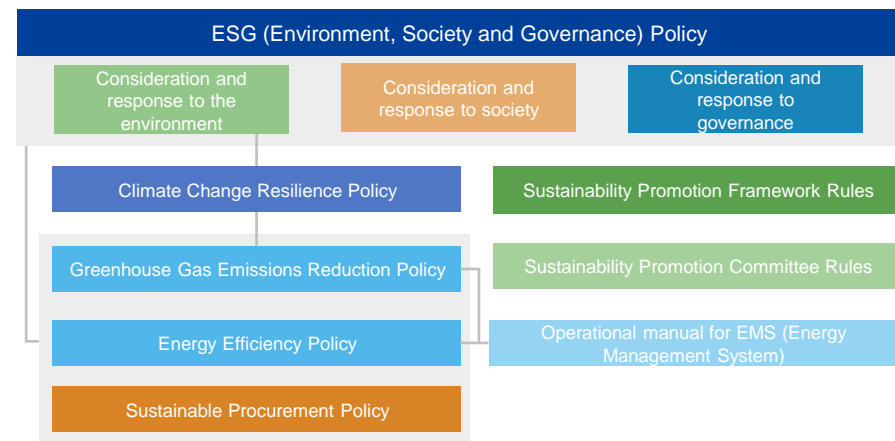 ESG (Environment, Society and Governance) Policy
Consideration and
response to the
environment
Consideration and
response to society
Consideration and
response to
governance
Climate Change Resilience Policy
Sustainability Promotion Framework Rules
Greenhouse Gas Emissions Reduction Policy
Sustainability Promotion Committee Rules
Energy Efficiency Policy
Operational manual for EMS (Energy
Management System)
Sustainable Procurement Policy